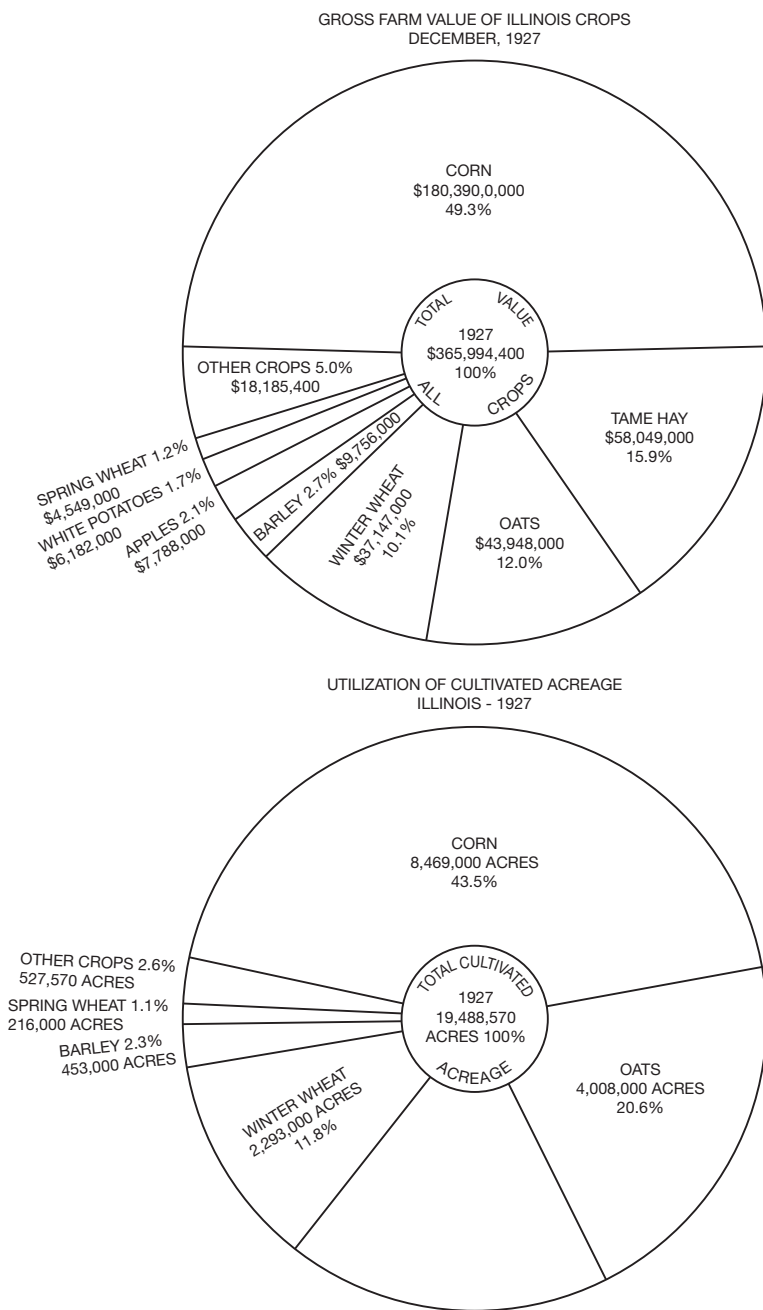 GROSS FARM VALUE OF ILLINOIS CROPS
DECEMBER, 1927
CORN
$180,390,0,000
49.3%
TOTAL VALUE
1927
$365,994,400
100%
ALL CROPS
OTHER CROPS 5.0%
$18,185,400
TAME HAY
$58,049,000
15.9%
SPRING WHEAT 1.2%
$4,549,000
WHITE POTATOES 1.7%
$6,182,000
APPLES 2.1%
$7,788,000
BARLEY 2.7% $9,756,000
WINTER WHEAT
$37,147,000
10.1%
OATS
$43,948,000
12.0%
UTILIZATION OF CULTIVATED ACREAGE
ILLINOIS - 1927
CORN
8,469,000 ACRES
43.5%
OTHER CROPS 2.6%
527,570 ACRES
SPRING WHEAT 1.1%
216,000 ACRES
BARLEY 2.3%
453,000 ACRES
TOTAL CULTIVATED
1927
19,488,570
ACRES 100%
ACREAGE
OATS
4,008,000 ACRES
20.6%
WINTER WHEAT
2,293,000 ACRES
11.8%